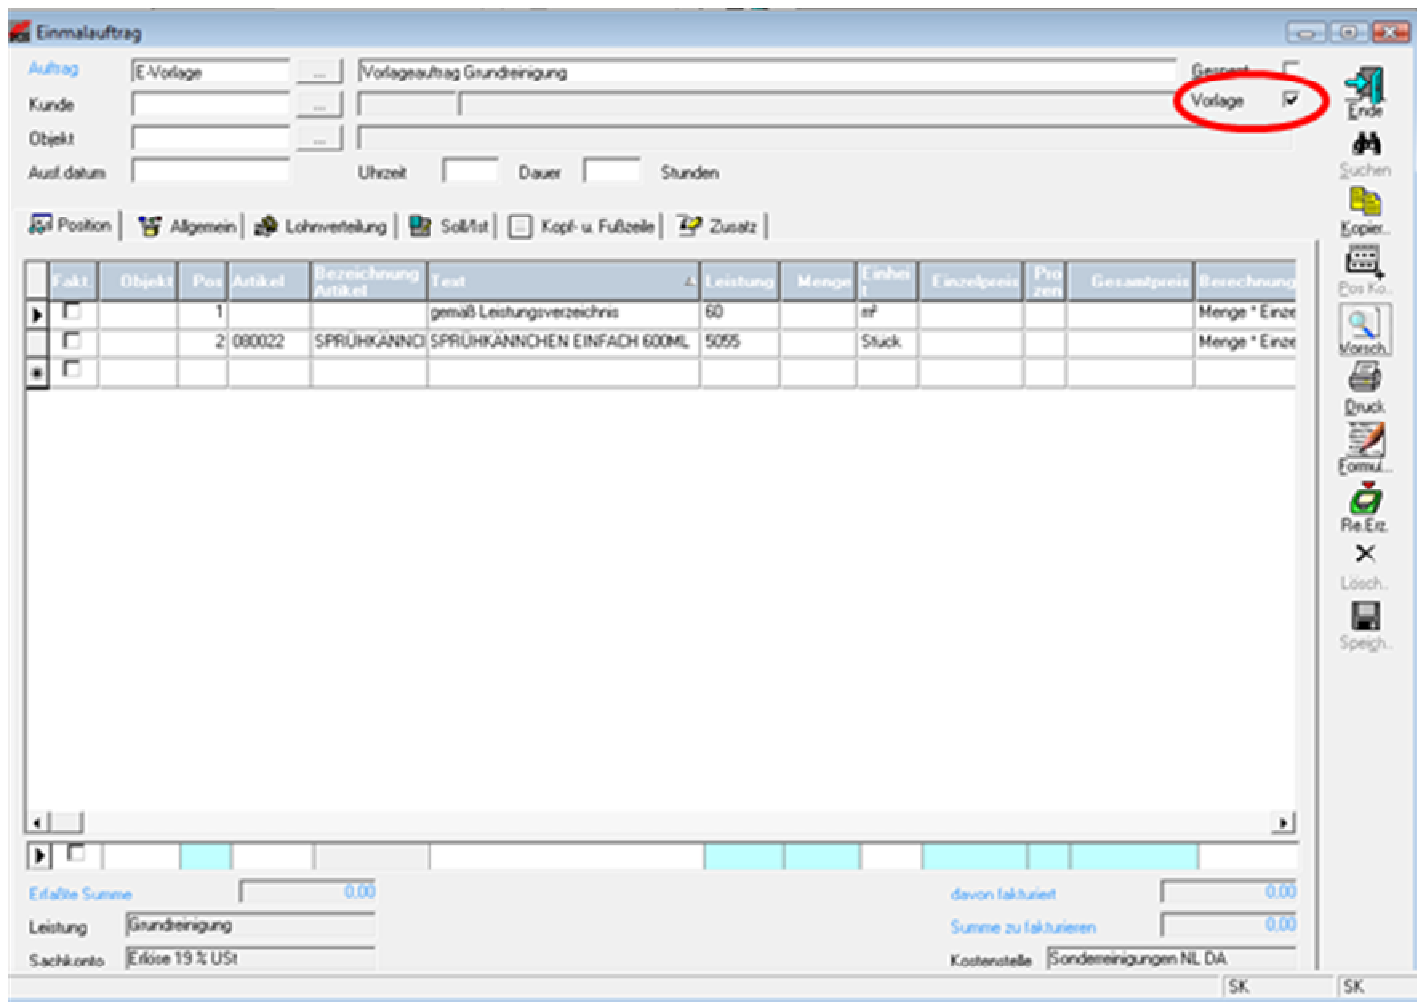 Einmalauftrag
Auftrag E-Vorlage ... Vorlageauftrag Grundreinigung Gesperrt
Kunde ... Vorlage
Objekt ...
Ausf.datum Uhrzeit Dauer Stunden
Position Allgemein Lohnverteilung Soll/Ist Kopf- u. Fußzeile Zusatz
Fakt. Objekt Pos Artikel Bezeichnung Artikel Text Leistung Menge Einheit Einzelpreis Prozen Gesamtpreis Berechnung
1 gemäß Leistungsverzeichnis 60 m² Menge * Einze
2 080022 SPRÜHKÄNNC SPRÜHKÄNNCHEN EINFACH 600ML 5055 Stück Menge * Einze
Erfaßte Summe 0,00 davon fakturiert 0,00
Leistung Grundreinigung Summe zu fakturieren 0,00
Sachkonto Erlöse 19 % USt Kostenstelle Sonderreinigungen NL DA
SK SK
Ende
Suchen
Kopier..
Pos Ko..
Vorsch.
Druck
Formul...
Re.Erz.
Lösch..
Speich..